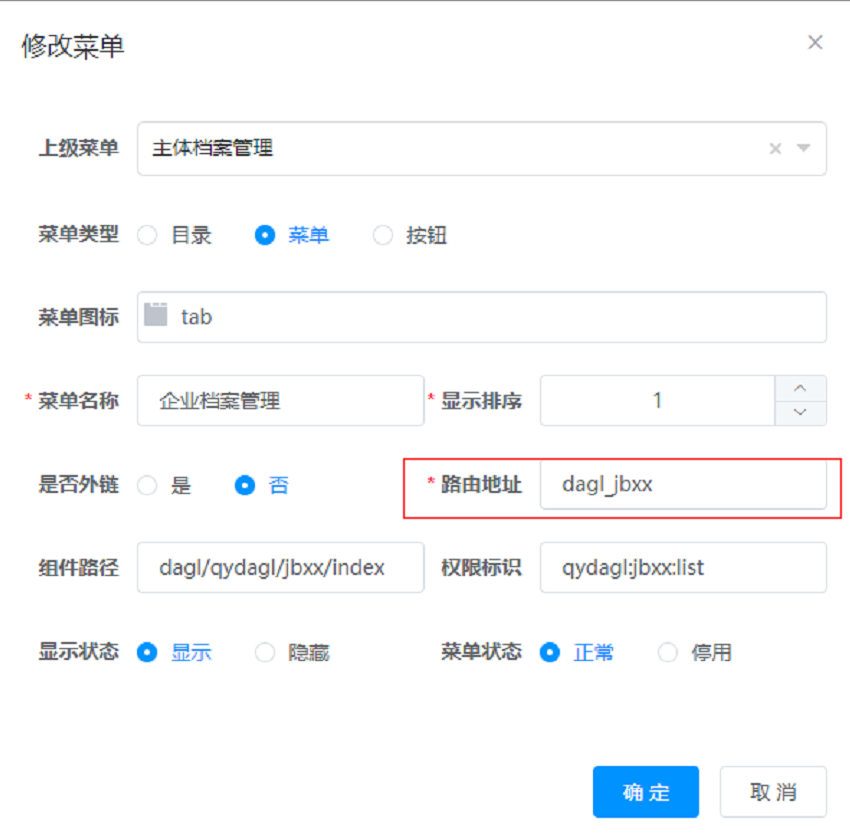 修改菜单
上级菜单 主体档案管理
菜单类型 目录 菜单 按钮
菜单图标 tab
* 菜单名称 企业档案管理 * 显示排序 1
是否外链 是 否 * 路由地址 dagl_jbxx
组件路径 dagl/qydagl/jbxx/index 权限标识 qydagl:jbxx:list
显示状态 显示 隐藏 菜单状态 正常 停用
确 定 取 消